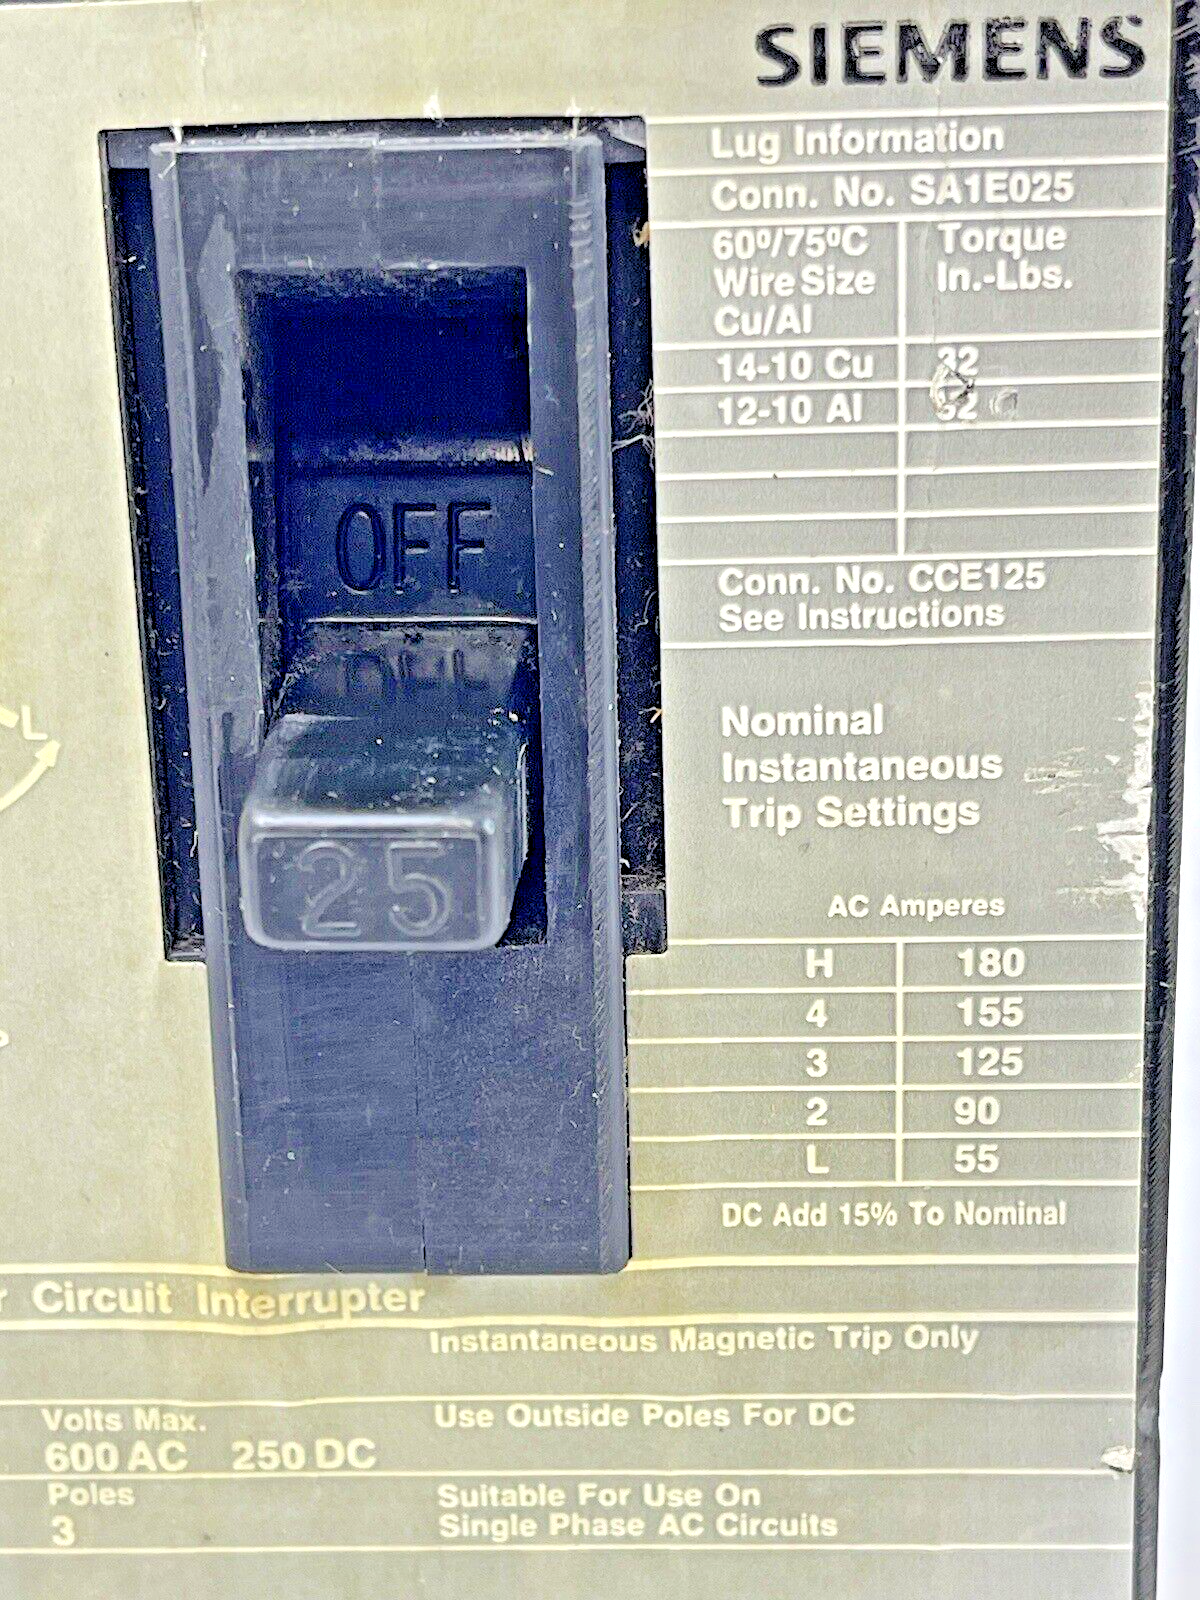 SIEMENS
Lug Information
Conn. No. SA1E025
60º/75ºC
Wire Size
Cu/Al
Torque
In.-Lbs.
14-10 Cu 32
12-10 Al 32
Conn. No. CCE125
See Instructions
OFF
25
L
Nominal
Instantaneous
Trip Settings
AC Amperes
H 180
4 155
3 125
2 90
L 55
DC Add 15% To Nominal
Circuit Interrupter
Instantaneous Magnetic Trip Only
Volts Max.
600 AC 250 DC
Use Outside Poles For DC
Poles
3
Suitable For Use On
Single Phase AC Circuits